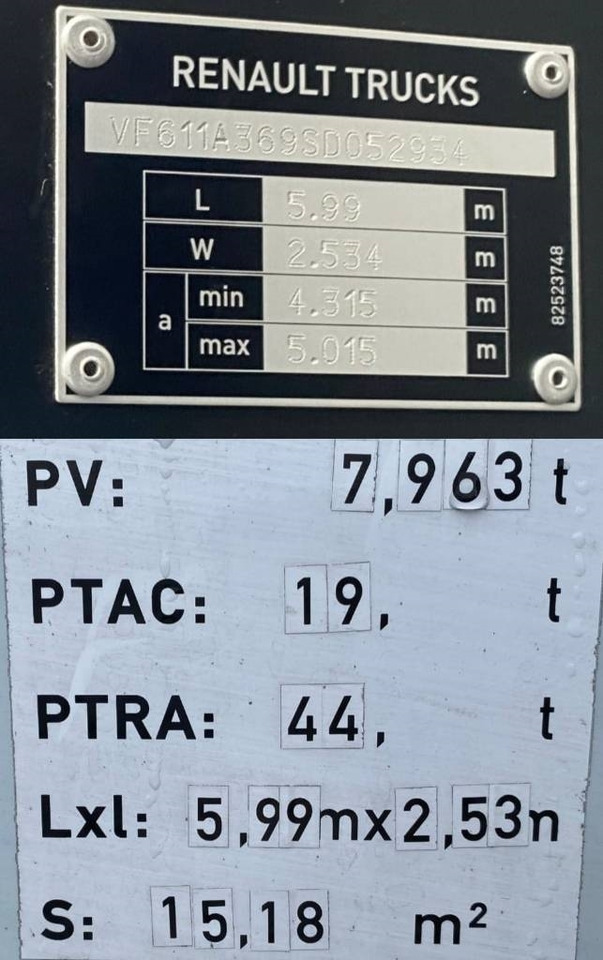 RENAULT TRUCKS
VF611A369SD052934
L 5.99 m
W 2.534 m
a min 4.315 m
max 5.015 m
82523748
PV: 7,963 t
PTAC: 19, t
PTRA: 44, t
Lxl: 5,99mx2,53n
S: 15,18 m²